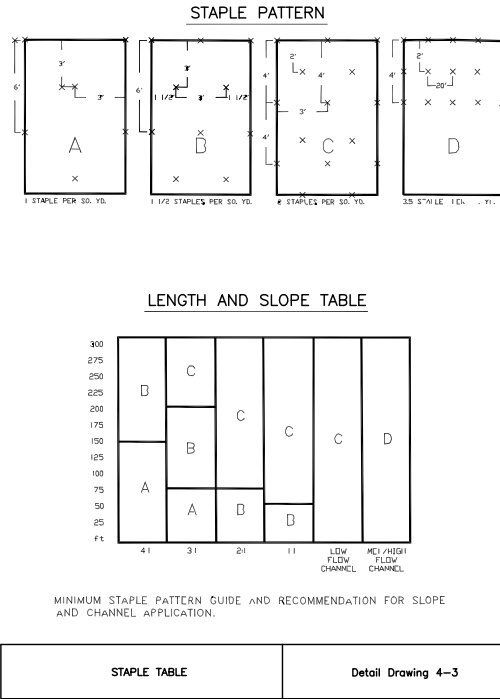 STAPLE PATTERN
3'
6'
3'
A
1 STAPLE PER SQ. YD.
3'
6'
1 1/2' 3' 1 1/2'
B
1 1/2 STAPLES PER SQ. YD.
2'
4' 4'
3'
4'
C
STAPLES PER SQ. YD.
2'
4'
20'
D
3.5
LENGTH AND SLOPE TABLE
300
275
250
225
200
175
150
125
100
75
50
25
ft
B
A
C
B
A
C
B
C
B
C
D
4:1
3:1
2:1
1:1
LOW
FLOW
CHANNEL
MED/HIGH
FLOW
CHANNEL
MINIMUM STAPLE PATTERN GUIDE AND RECOMMENDATION FOR SLOPE
AND CHANNEL APPLICATION.
STAPLE TABLE
Detail Drawing 4-3